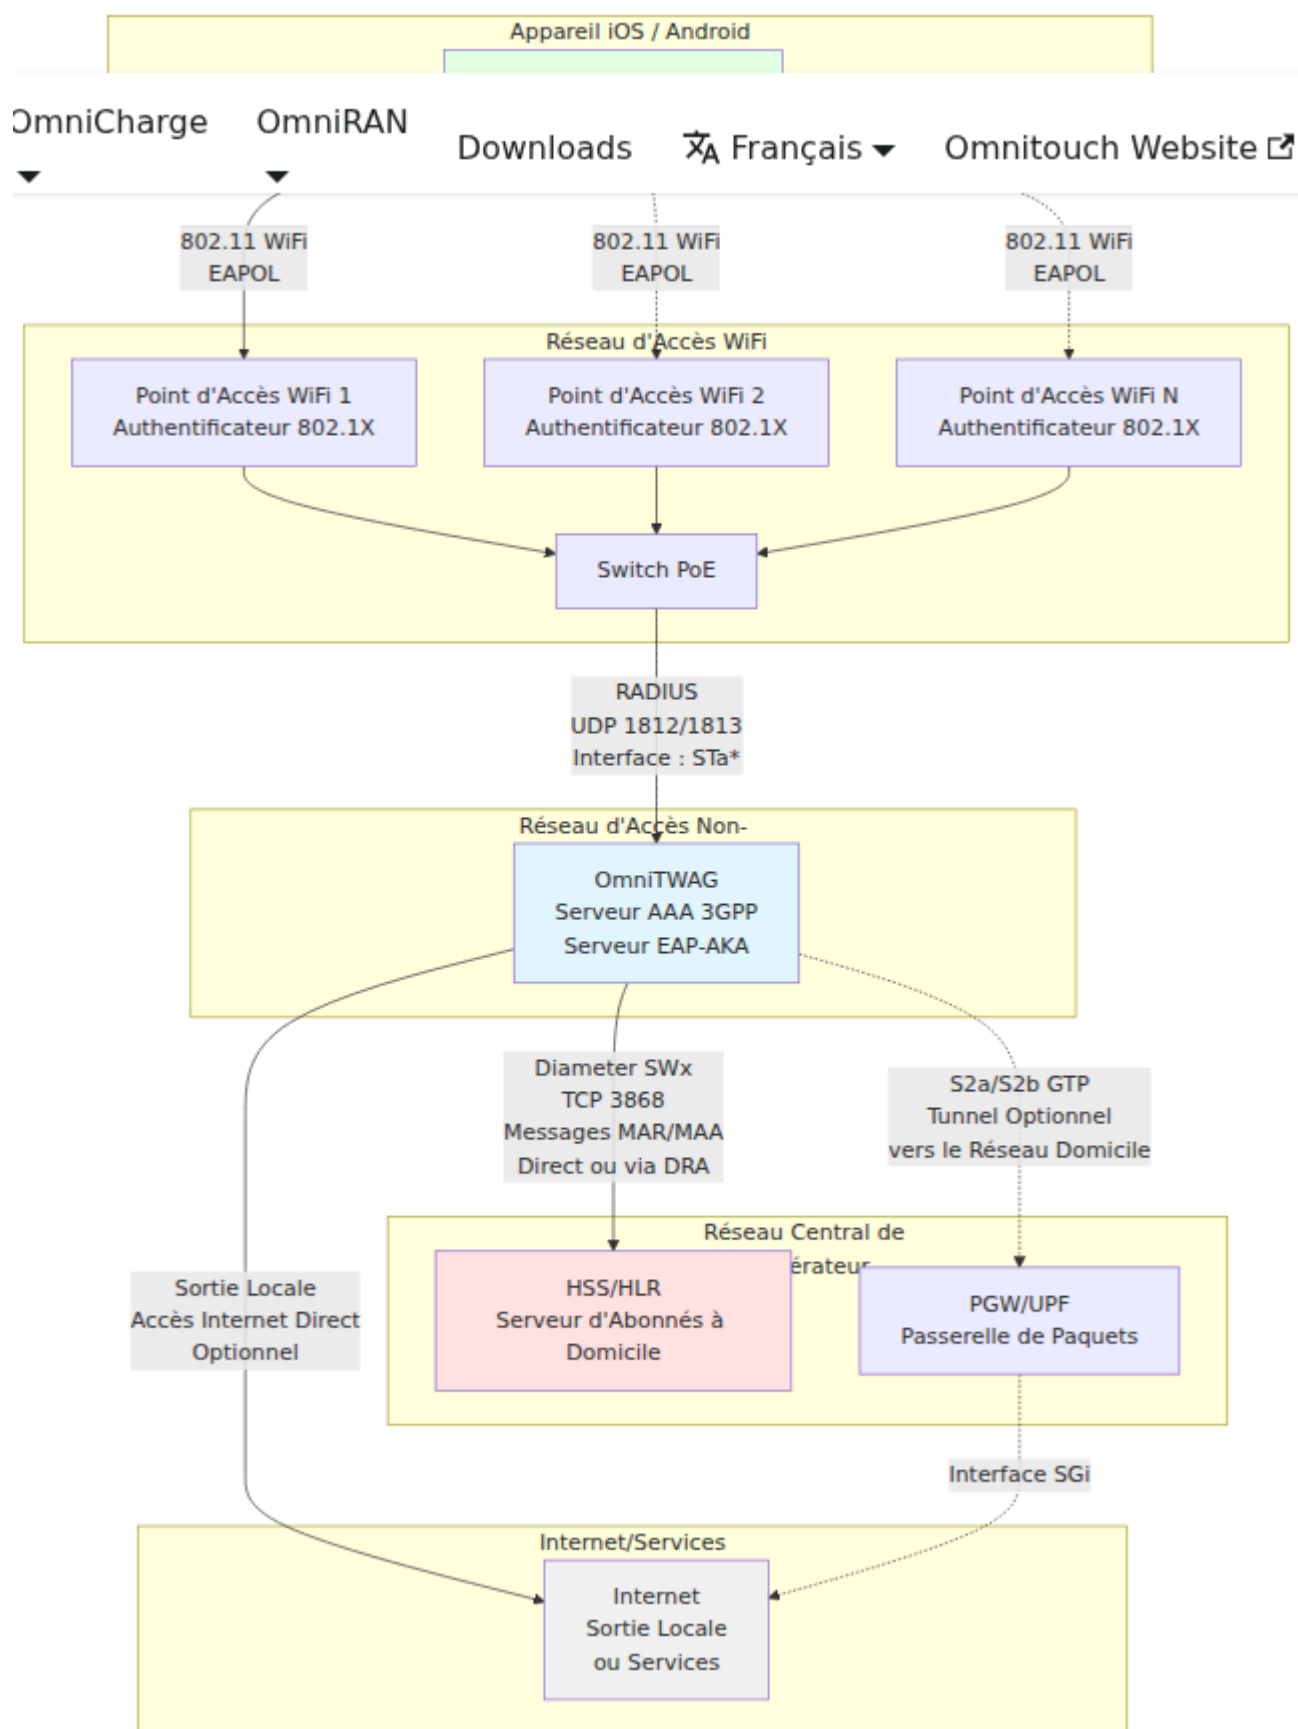 Appareil iOS / Android
OmniCharge
OmniRAN
Downloads
Français
Omnitouch Website
802.11 WiFi
EAPOL
802.11 WiFi
EAPOL
802.11 WiFi
EAPOL
Réseau d'Accès WiFi
Point d'Accès WiFi 1
Authentificateur 802.1X
Point d'Accès WiFi 2
Authentificateur 802.1X
Point d'Accès WiFi N
Authentificateur 802.1X
Switch PoE
RADIUS
UDP 1812/1813
Interface : STa*
Réseau d'Accès Non-
OmniTWAG
Serveur AAA 3GPP
Serveur EAP-AKA
Diameter SWx
TCP 3868
Messages MAR/MAA
Direct ou via DRA
S2a/S2b GTP
Tunnel Optionnel
vers le Réseau Domicile
Réseau Central de
érateur
HSS/HLR
Serveur d'Abonnés à
Domicile
PGW/UPF
Passerelle de Paquets
Sortie Locale
Accès Internet Direct
Optionnel
Interface SGi
Internet/Services
Internet
Sortie Locale
ou Services